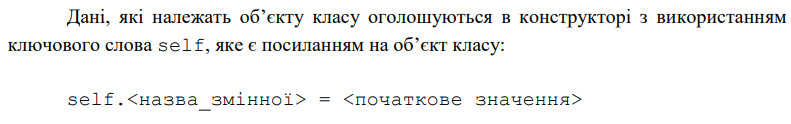 Дані, які належать об’єкту класу оголошуються в конструкторі з використанням
ключового слова self, яке є посиланням на об’єкт класу:
self.<назва_змінної> = <початкове значення>